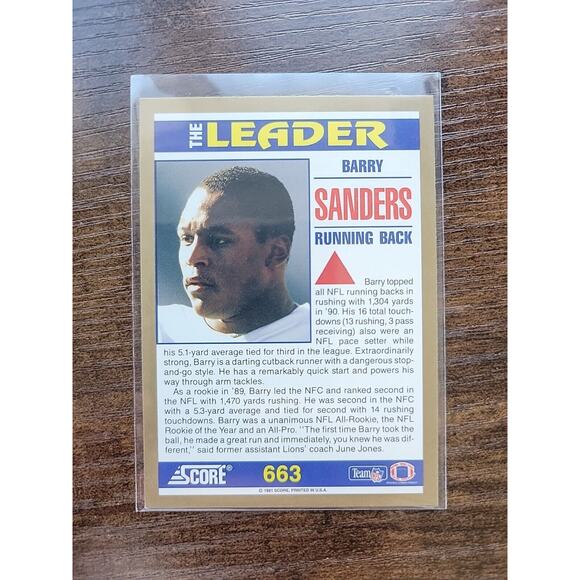 THE LEADER
BARRY
SANDERS
RUNNING BACK
Barry topped
all NFL running backs in
rushing with 1,304 yards
in '90. His 16 total touch-
downs (13 rushing, 3 pass
receiving) also were an
NFL pace setter while
his 5.1-yard average tied for third in the league. Extraordinarily
strong, Barry is a darting cutback runner with a dangerous stop-
and-go style. He has a remarkably quick start and powers his
way through arm tackles.
As a rookie in '89, Barry led the NFC and ranked second in
the NFL with 1,470 yards rushing. He was second in the NFC
with a 5.3-yard average and tied for second with 14 rushing
touchdowns. Barry was a unanimous NFL All-Rookie, the NFL
Rookie of the Year and an All-Pro. "The first time Barry took the
ball, he made a great run and immediately, you knew he was dif-
ferent," said former assistant Lions' coach June Jones.
SCORE® 663 Team NFL
© 1991 SCORE, PRINTED IN U.S.A.